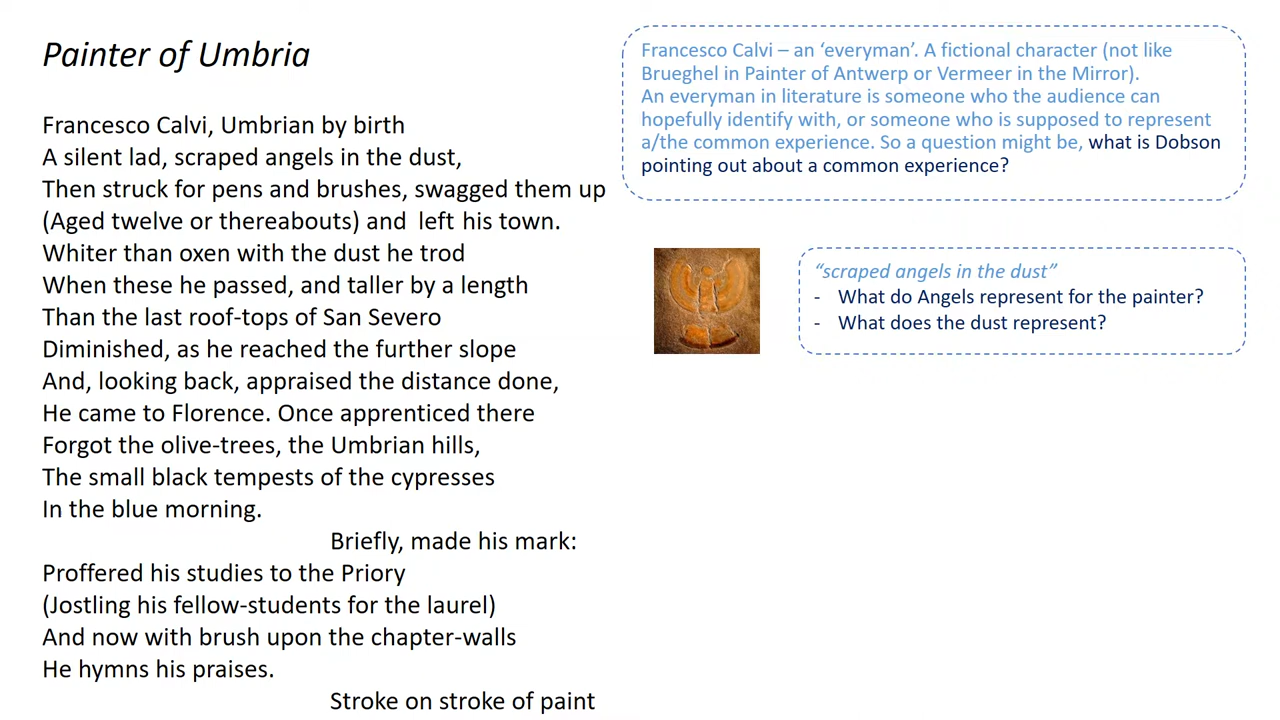 Painter of Umbria
Francesco Calvi, Umbrian by birth
A silent lad, scraped angels in the dust,
Then struck for pens and brushes, swagged them up
(Aged twelve or thereabouts) and left his town.
Whiter than oxen with the dust he trod
When these he passed, and taller by a length
Than the last roof-tops of San Severo
Diminished, as he reached the further slope
And, looking back, appraised the distance done,
He came to Florence. Once apprenticed there
Forgot the olive-trees, the Umbrian hills,
The small black tempests of the cypresses
In the blue morning.
Briefly, made his mark:
Proffered his studies to the Priory
(Jostling his fellow-students for the laurel)
And now with brush upon the chapter-walls
He hymns his praises.
Stroke on stroke of paint
Francesco Calvi – an ‘everyman’. A fictional character (not like
Brueghel in Painter of Antwerp or Vermeer in the Mirror).
An everyman in literature is someone who the audience can
hopefully identify with, or someone who is supposed to represent
a/the common experience. So a question might be, what is Dobson
pointing out about a common experience?
“scraped angels in the dust”
- What do Angels represent for the painter?
- What does the dust represent?